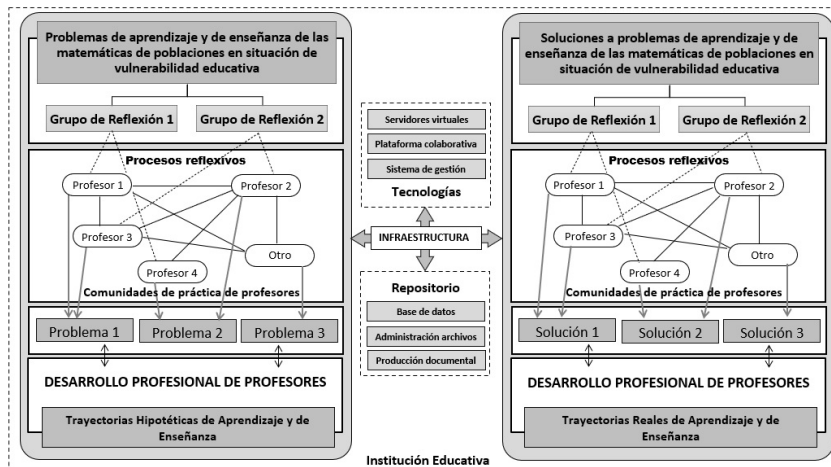 Problemas de aprendizaje y de enseñanza de las
matemáticas de poblaciones en situación de
vulnerabilidad educativa
Grupo de Reflexión 1
Grupo de Reflexión 2
Procesos reflexivos
Profesor 1
Profesor 2
Profesor 3
Otro
Profesor 4
Comunidades de práctica de profesores
Problema 1
Problema 2
Problema 3
DESARROLLO PROFESIONAL DE PROFESORES
Trayectorias Hipotéticas de Aprendizaje y de
Enseñanza
Servidores virtuales
Plataforma colaborativa
Sistema de gestión
Tecnologías
INFRAESTRUCTURA
Repositorio
Base de datos
Administración archivos
Producción documental
Institución Educativa
Soluciones a problemas de aprendizaje y de
enseñanza de las matemáticas de poblaciones en
situación de vulnerabilidad educativa
Grupo de Reflexión 1
Grupo de Reflexión 2
Procesos reflexivos
Profesor 1
Profesor 2
Profesor 3
Otro
Profesor 4
Comunidades de práctica de profesores
Solución 1
Solución 2
Solución 3
DESARROLLO PROFESIONAL DE PROFESORES
Trayectorias Reales de Aprendizaje y de
Enseñanza